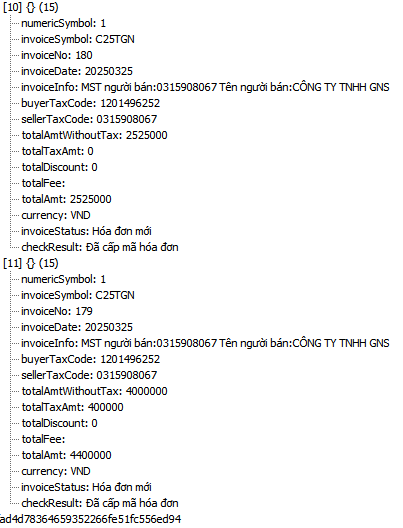 [10] {} (15)
numericSymbol: 1
invoiceSymbol: C25TGN
invoiceNo: 180
invoiceDate: 20250325
invoiceInfo: MST người bán:0315908067 Tên người bán:CÔNG TY TNHH GNS
buyerTaxCode: 1201496252
sellerTaxCode: 0315908067
totalAmtWithoutTax: 2525000
totalTaxAmt: 0
totalDiscount: 0
totalFee:
totalAmt: 2525000
currency: VND
invoiceStatus: Hóa đơn mới
checkResult: Đã cấp mã hóa đơn
[11] {} (15)
numericSymbol: 1
invoiceSymbol: C25TGN
invoiceNo: 179
invoiceDate: 20250325
invoiceInfo: MST người bán:0315908067 Tên người bán:CÔNG TY TNHH GNS
buyerTaxCode: 1201496252
sellerTaxCode: 0315908067
totalAmtWithoutTax: 4000000
totalTaxAmt: 400000
totalDiscount: 0
totalFee:
totalAmt: 4400000
currency: VND
invoiceStatus: Hóa đơn mới
checkResult: Đã cấp mã hóa đơn